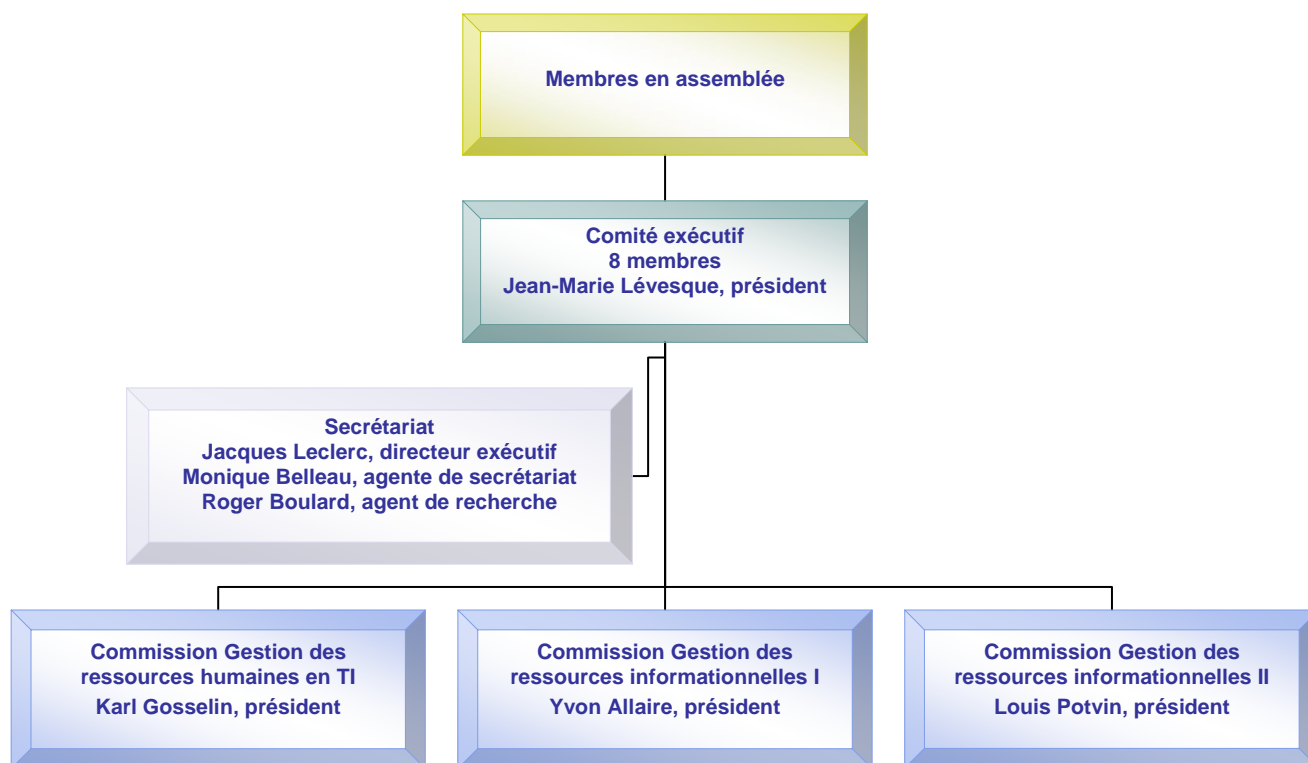 Membres en assemblée
Comité exécutif
8 membres
Jean-Marie Lévesque, président
Secrétariat
Jacques Leclerc, directeur exécutif
Monique Belleau, agente de secrétariat
Roger Boulard, agent de recherche
Commission Gestion des
ressources humaines en TI
Karl Gosselin, président
Commission Gestion des
ressources informationnelles I
Yvon Allaire, président
Commission Gestion des
ressources informationnelles II
Louis Potvin, président